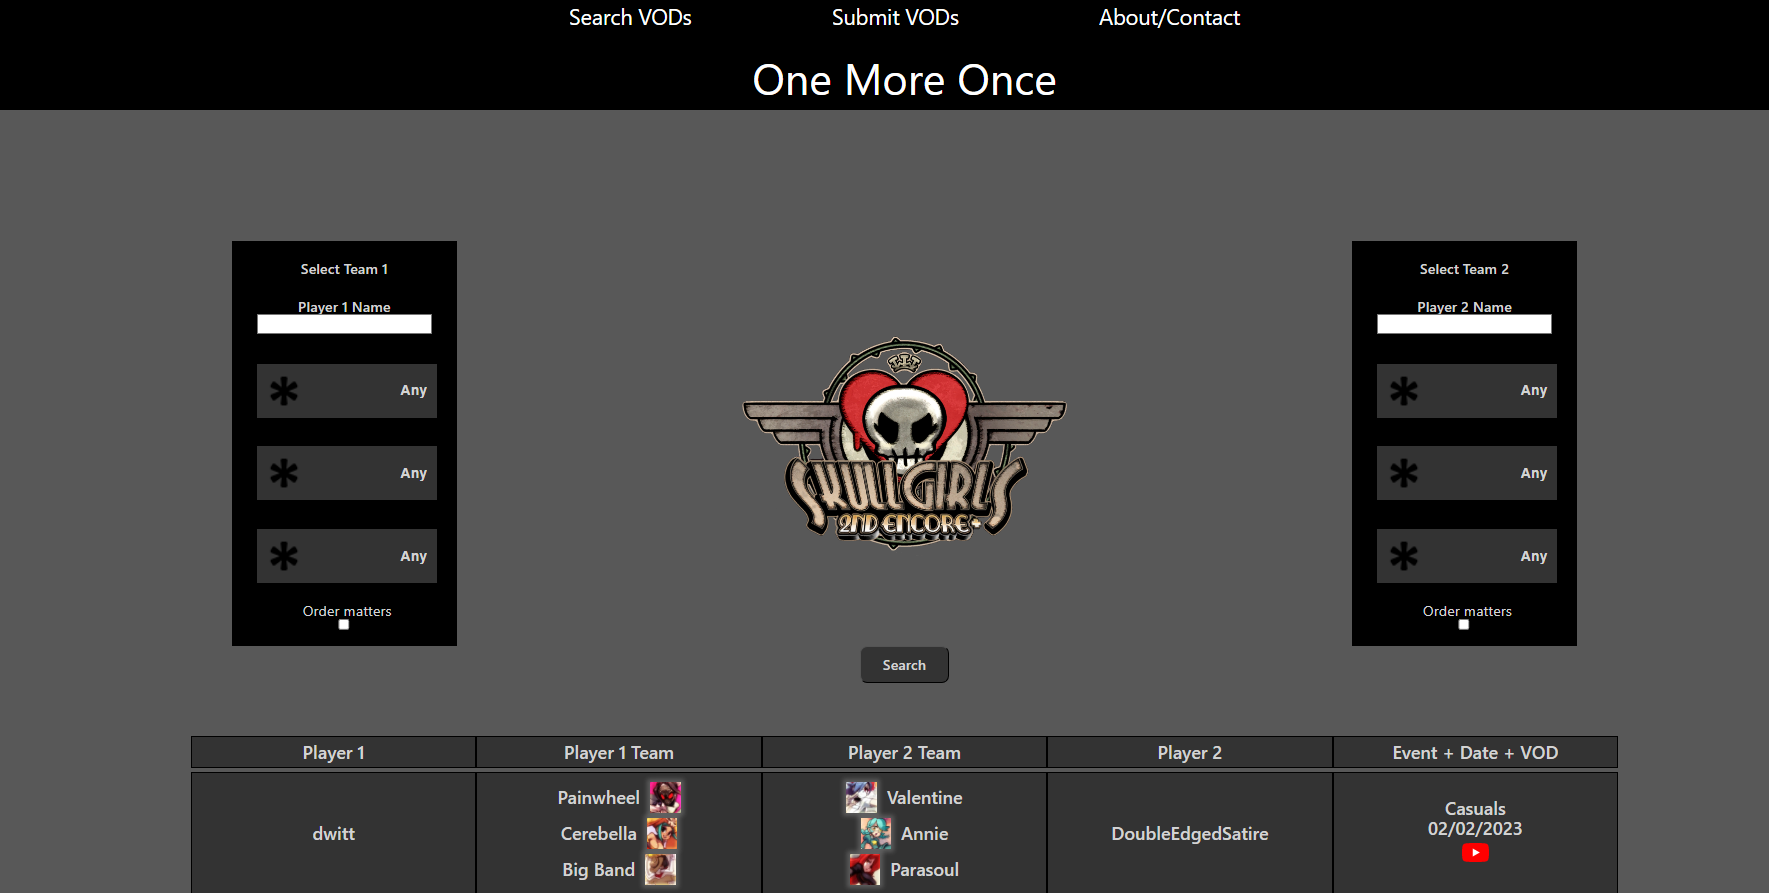 Search VODs Submit VODs About/Contact
One More Once
Select Team 1
Player 1 Name
Any
Any
Any
Order matters
SKULLGIRLS
2ND ENCORE+
Select Team 2
Player 2 Name
Any
Any
Any
Order matters
Search
Player 1 Player 1 Team Player 2 Team Player 2 Event + Date + VOD
dwitt
Painwheel
Cerebella
Big Band
Valentine
Annie
Parasoul
DoubleEdgedSatire
Casuals
02/02/2023